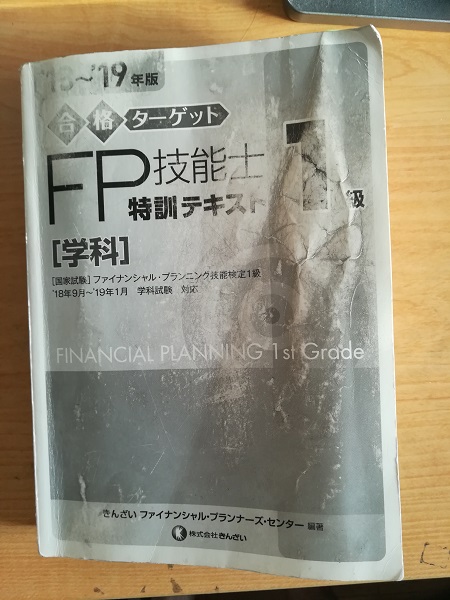 '18～'19年版
合格ターゲット
FP技能士1級
特訓テキスト
[学科]
[国家試験] ファイナンシャル・プランニング技能検定1級
'18年9月～'19年1月 学科試験 対応
FINANCIAL PLANNING 1st Grade
きんざい ファイナンシャル・プランナーズ・センター 編著
K 株式会社きんざい